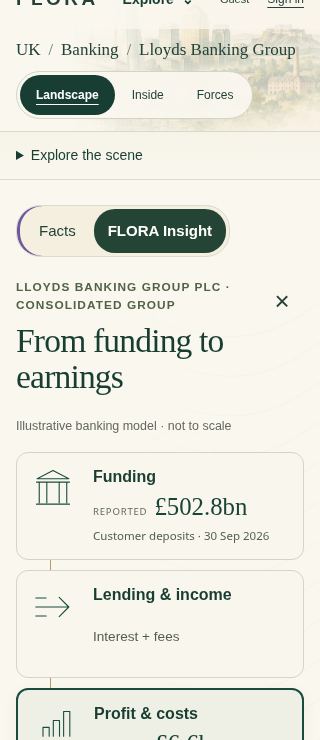 FLORA Explore Guest Sign in
UK / Banking / Lloyds Banking Group
Landscape Inside Forces
Explore the scene
Facts FLORA Insight
LLOYDS BANKING GROUP PLC ·
CONSOLIDATED GROUP
From funding to
earnings
Illustrative banking model · not to scale
Funding
REPORTED £502.8bn
Customer deposits · 30 Sep 2026
Lending & income
Interest + fees
Profit & costs